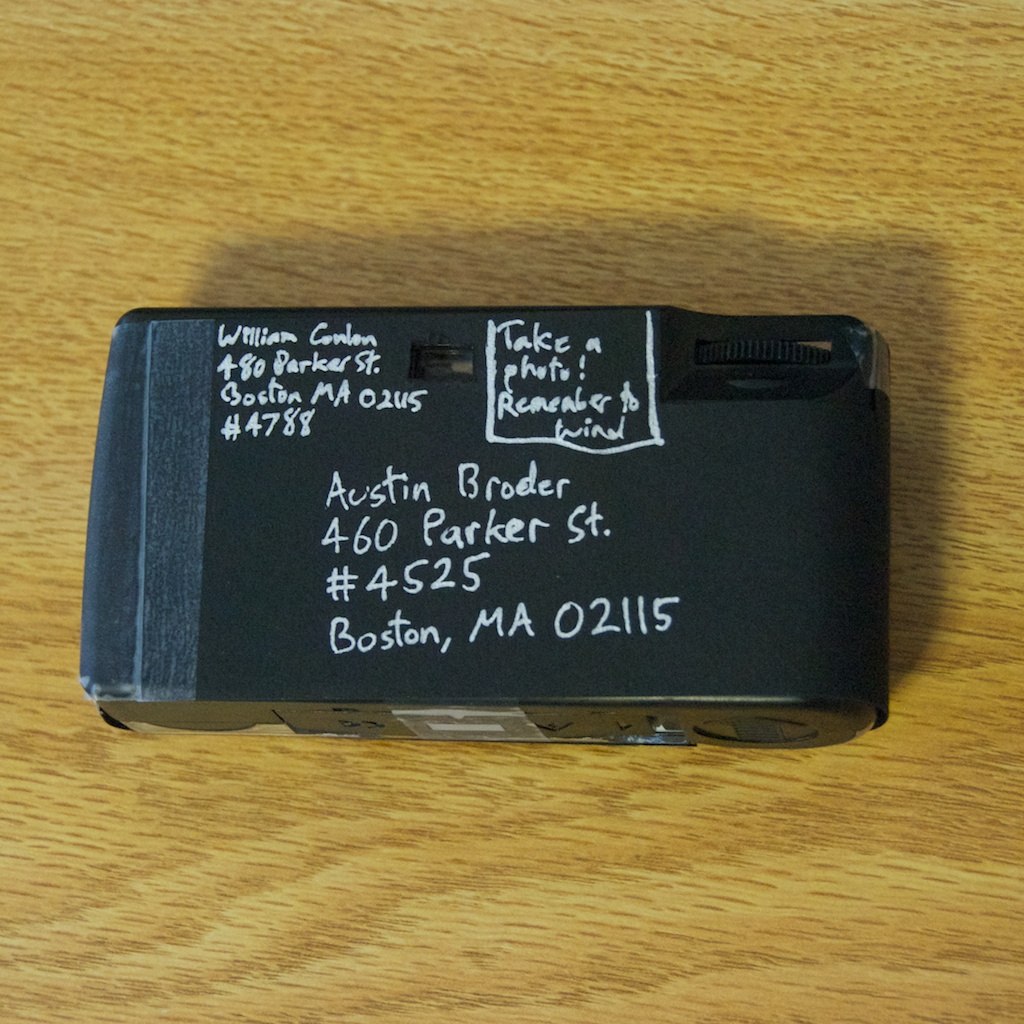 William Conlon
480 Parker St.
Boston MA 02115
#4788
Take a
photo!
Remember to
wind
Austin Broder
460 Parker St.
#4525
Boston, MA 02115